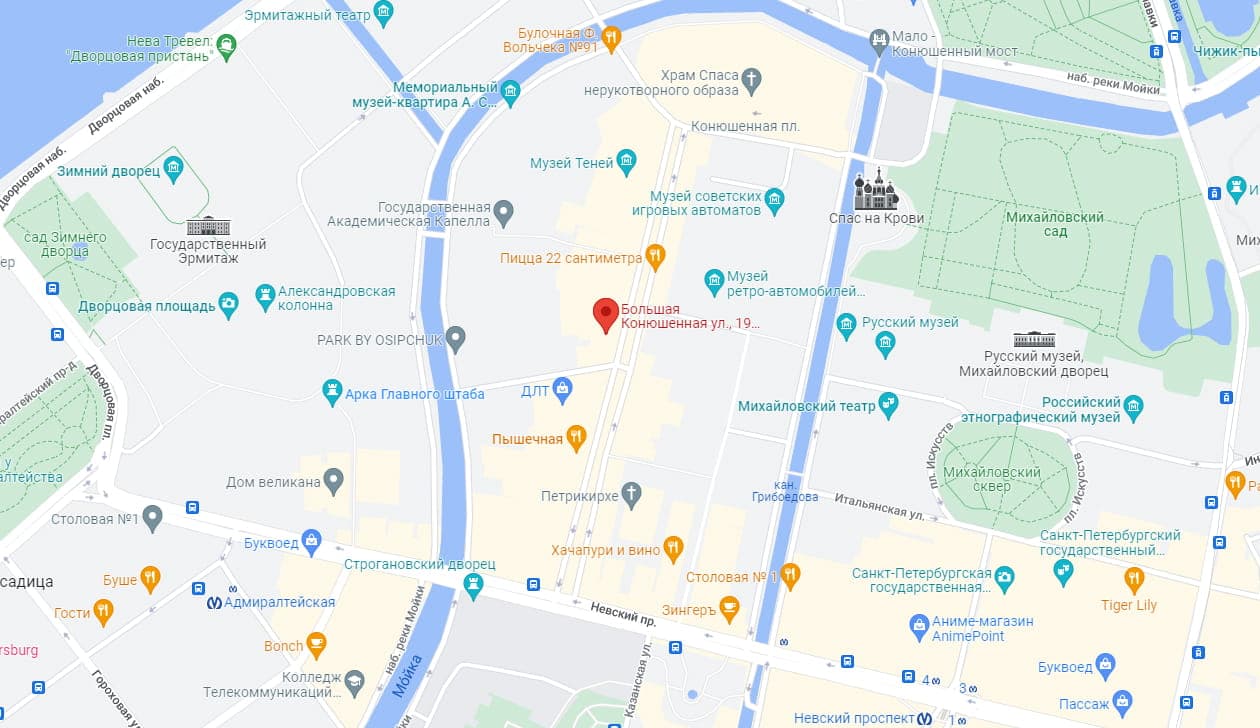 Эрмитажный театр
Нева Тревел:
"Дворцовая пристань"
Булочная Ф.
Вольчека №91
Мало -
Конюшенный мост
Чижик-пы
наб. реки Мойки
Храм Спаса
нерукотворного образа
Мемориальный
музей-квартира А. С...
Дворцовая наб.
Конюшенная пл.
Дворцовая наб.
Зимний дворец
Музей Теней
Музей советских
игровых автоматов
Государственная
Академическая Капелла
Спас на Крови
Михайловский
сад
сад Зимнего
дворца
Государственный
Эрмитаж
Пицца 22 сантиметра
Музей
ретро-автомобилей...
Александровская
колонна
Дворцовая площадь
Большая
Конюшенная ул., 19...
Русский музей
PARK BY OSIPCHUK
Русский музей,
Михайловский дворец
Дворцовая пл.
Арка Главного штаба
ДЛТ
Михайловский театр
Российский
этнографический музей
Пышечная
пл. Искусств
пл. Искусств
Михайловский
сквер
Дом великана
Петрикирхе
кан.
Грибоедова
Итальянская ул.
Столовая №1
Буквоед
Хачапури и вино
Строгановский дворец
Санкт-Петербургский
государственный...
Столовая № 1
Санкт-Петербургская
государственная...
Tiger Lily
садица
Буше
Адмиралтейская
Гости
Невский пр.
Зингеръ
Аниме-магазин
AnimePoint
Bonch
наб. реки Мойки
Мойка
Казанская ул.
Колледж
Телекоммуникаций...
Гороховая ул
Буквоед
Пассаж
Невский проспект
4
3
1